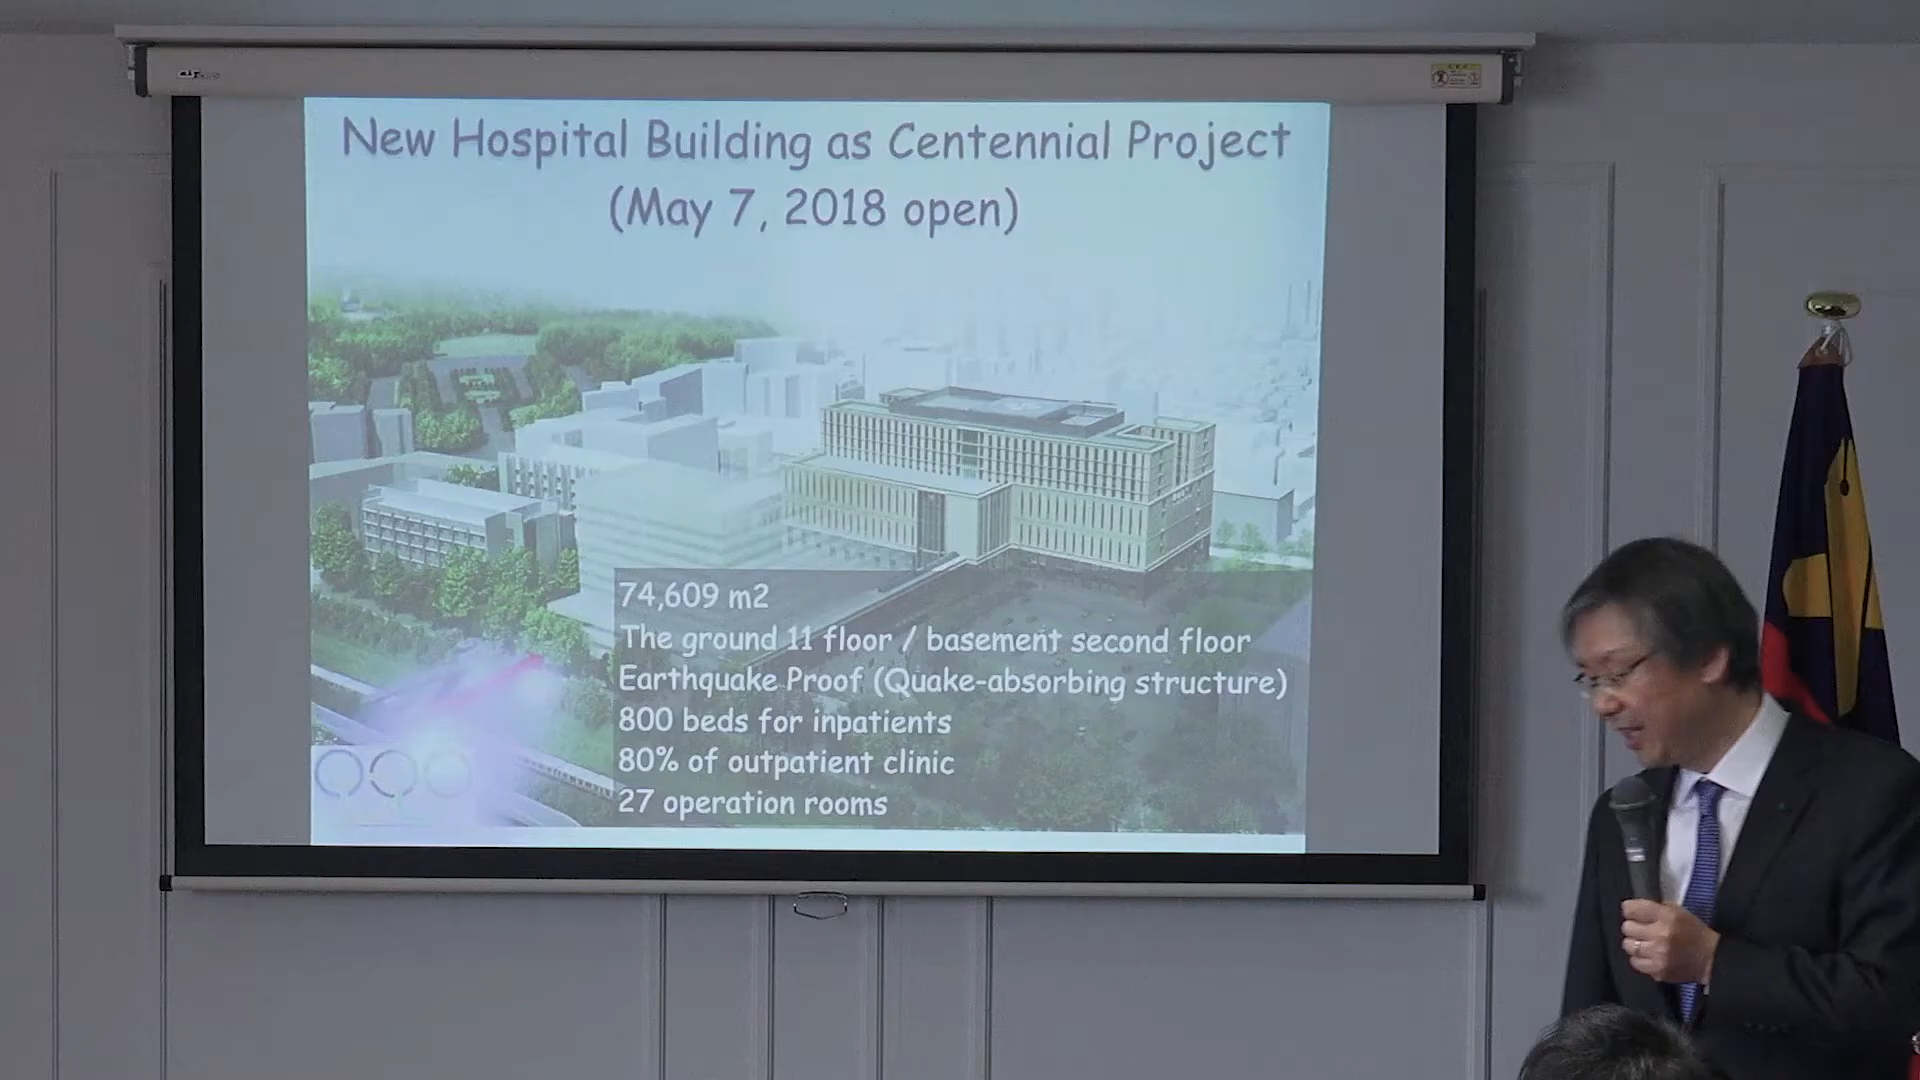 New Hospital Building as Centennial Project
(May 7, 2018 open)
74,609 m2
The ground 11 floor / basement second floor
Earthquake Proof (Quake-absorbing structure)
800 beds for inpatients
80% of outpatient clinic
27 operation rooms